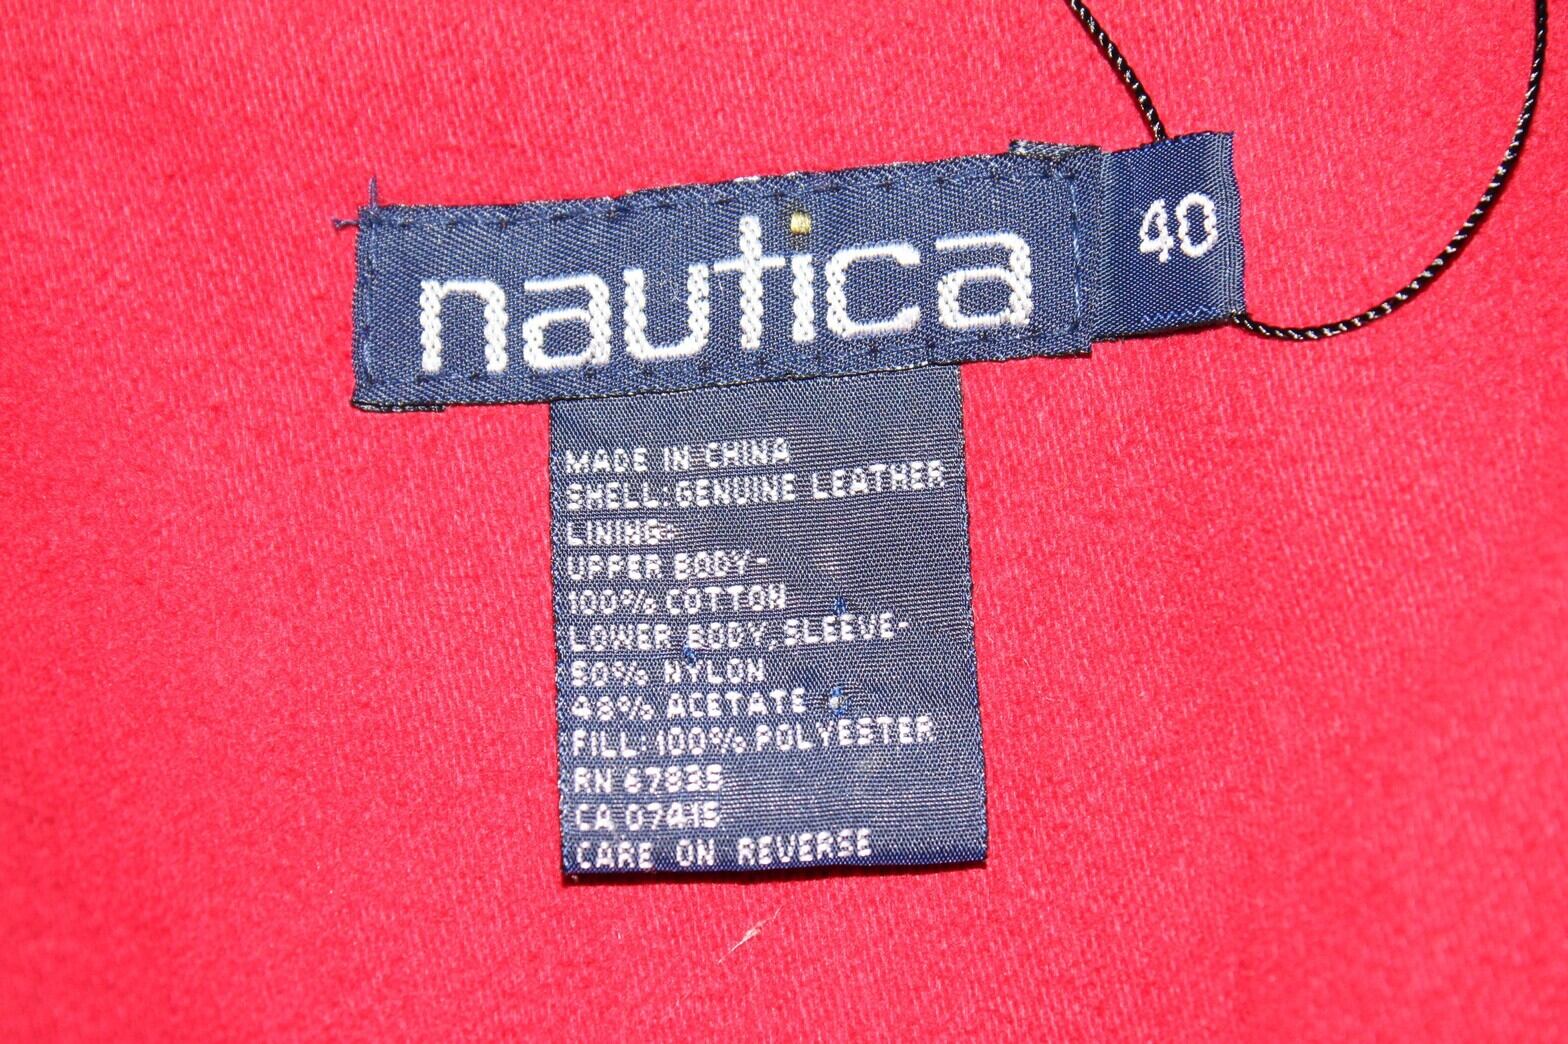 nautica
40
MADE IN CHINA
SHELL: GENUINE LEATHER
LINING-
UPPER BODY-
100% COTTON
LOWER BODY, SLEEVE-
50% NYLON
48% ACETATE
FILL: 100% POLYESTER
RN 67835
CA 07415
CARE ON REVERSE